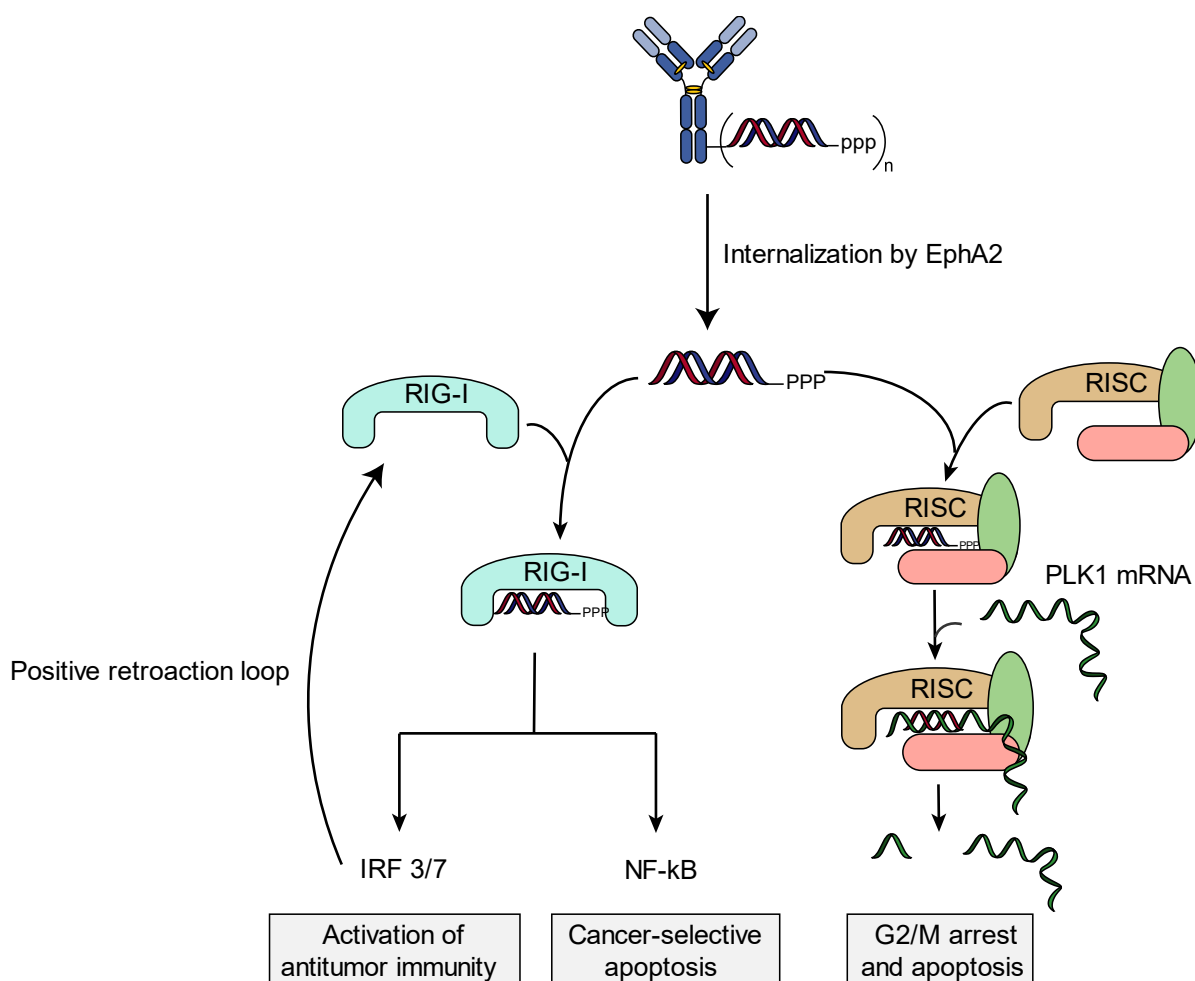 ppp
n
Internalization by EphA2
PPP
RIG-I
RISC
RISC
PPP
PLK1 mRNA
RIG-I
PPP
Positive retroaction loop
RISC
IRF 3/7
NF-kB
Activation of
antitumor immunity
Cancer-selective
apoptosis
G2/M arrest
and apoptosis